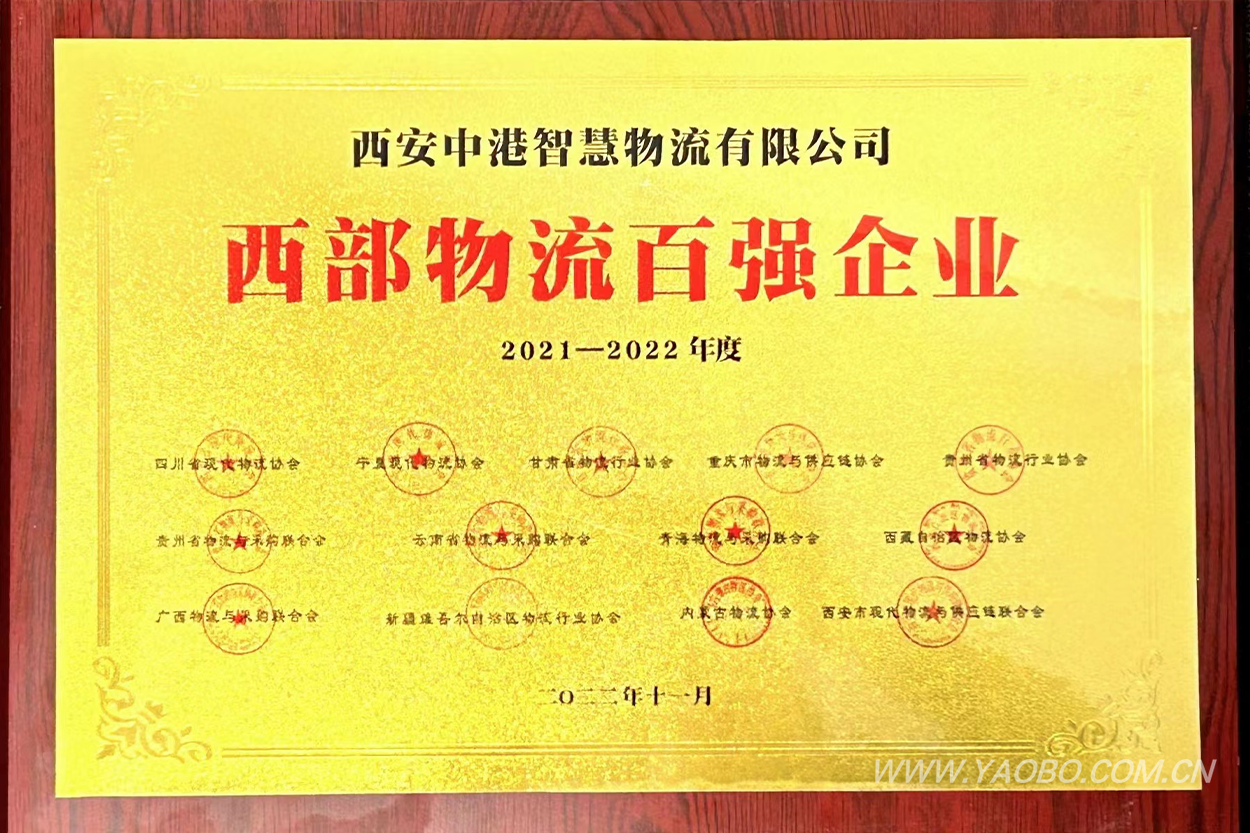 西安中港智慧物流有限公司
西部物流百强企业
2021—2022年度
四川省现代物流协会 宁夏现代物流协会 甘肃省物流行业协会 重庆市物流与供应链协会 贵州省物流行业协会
贵州省物流与采购联合会 云南省物流与采购联合会 青海物流与采购联合会 西藏自治区物流协会
广西物流与采购联合会 新疆维吾尔自治区物流行业协会 内蒙古物流协会 西安市现代物流与供应链联合会
二〇二二年十一月
WWW.YAOBO.COM.CN